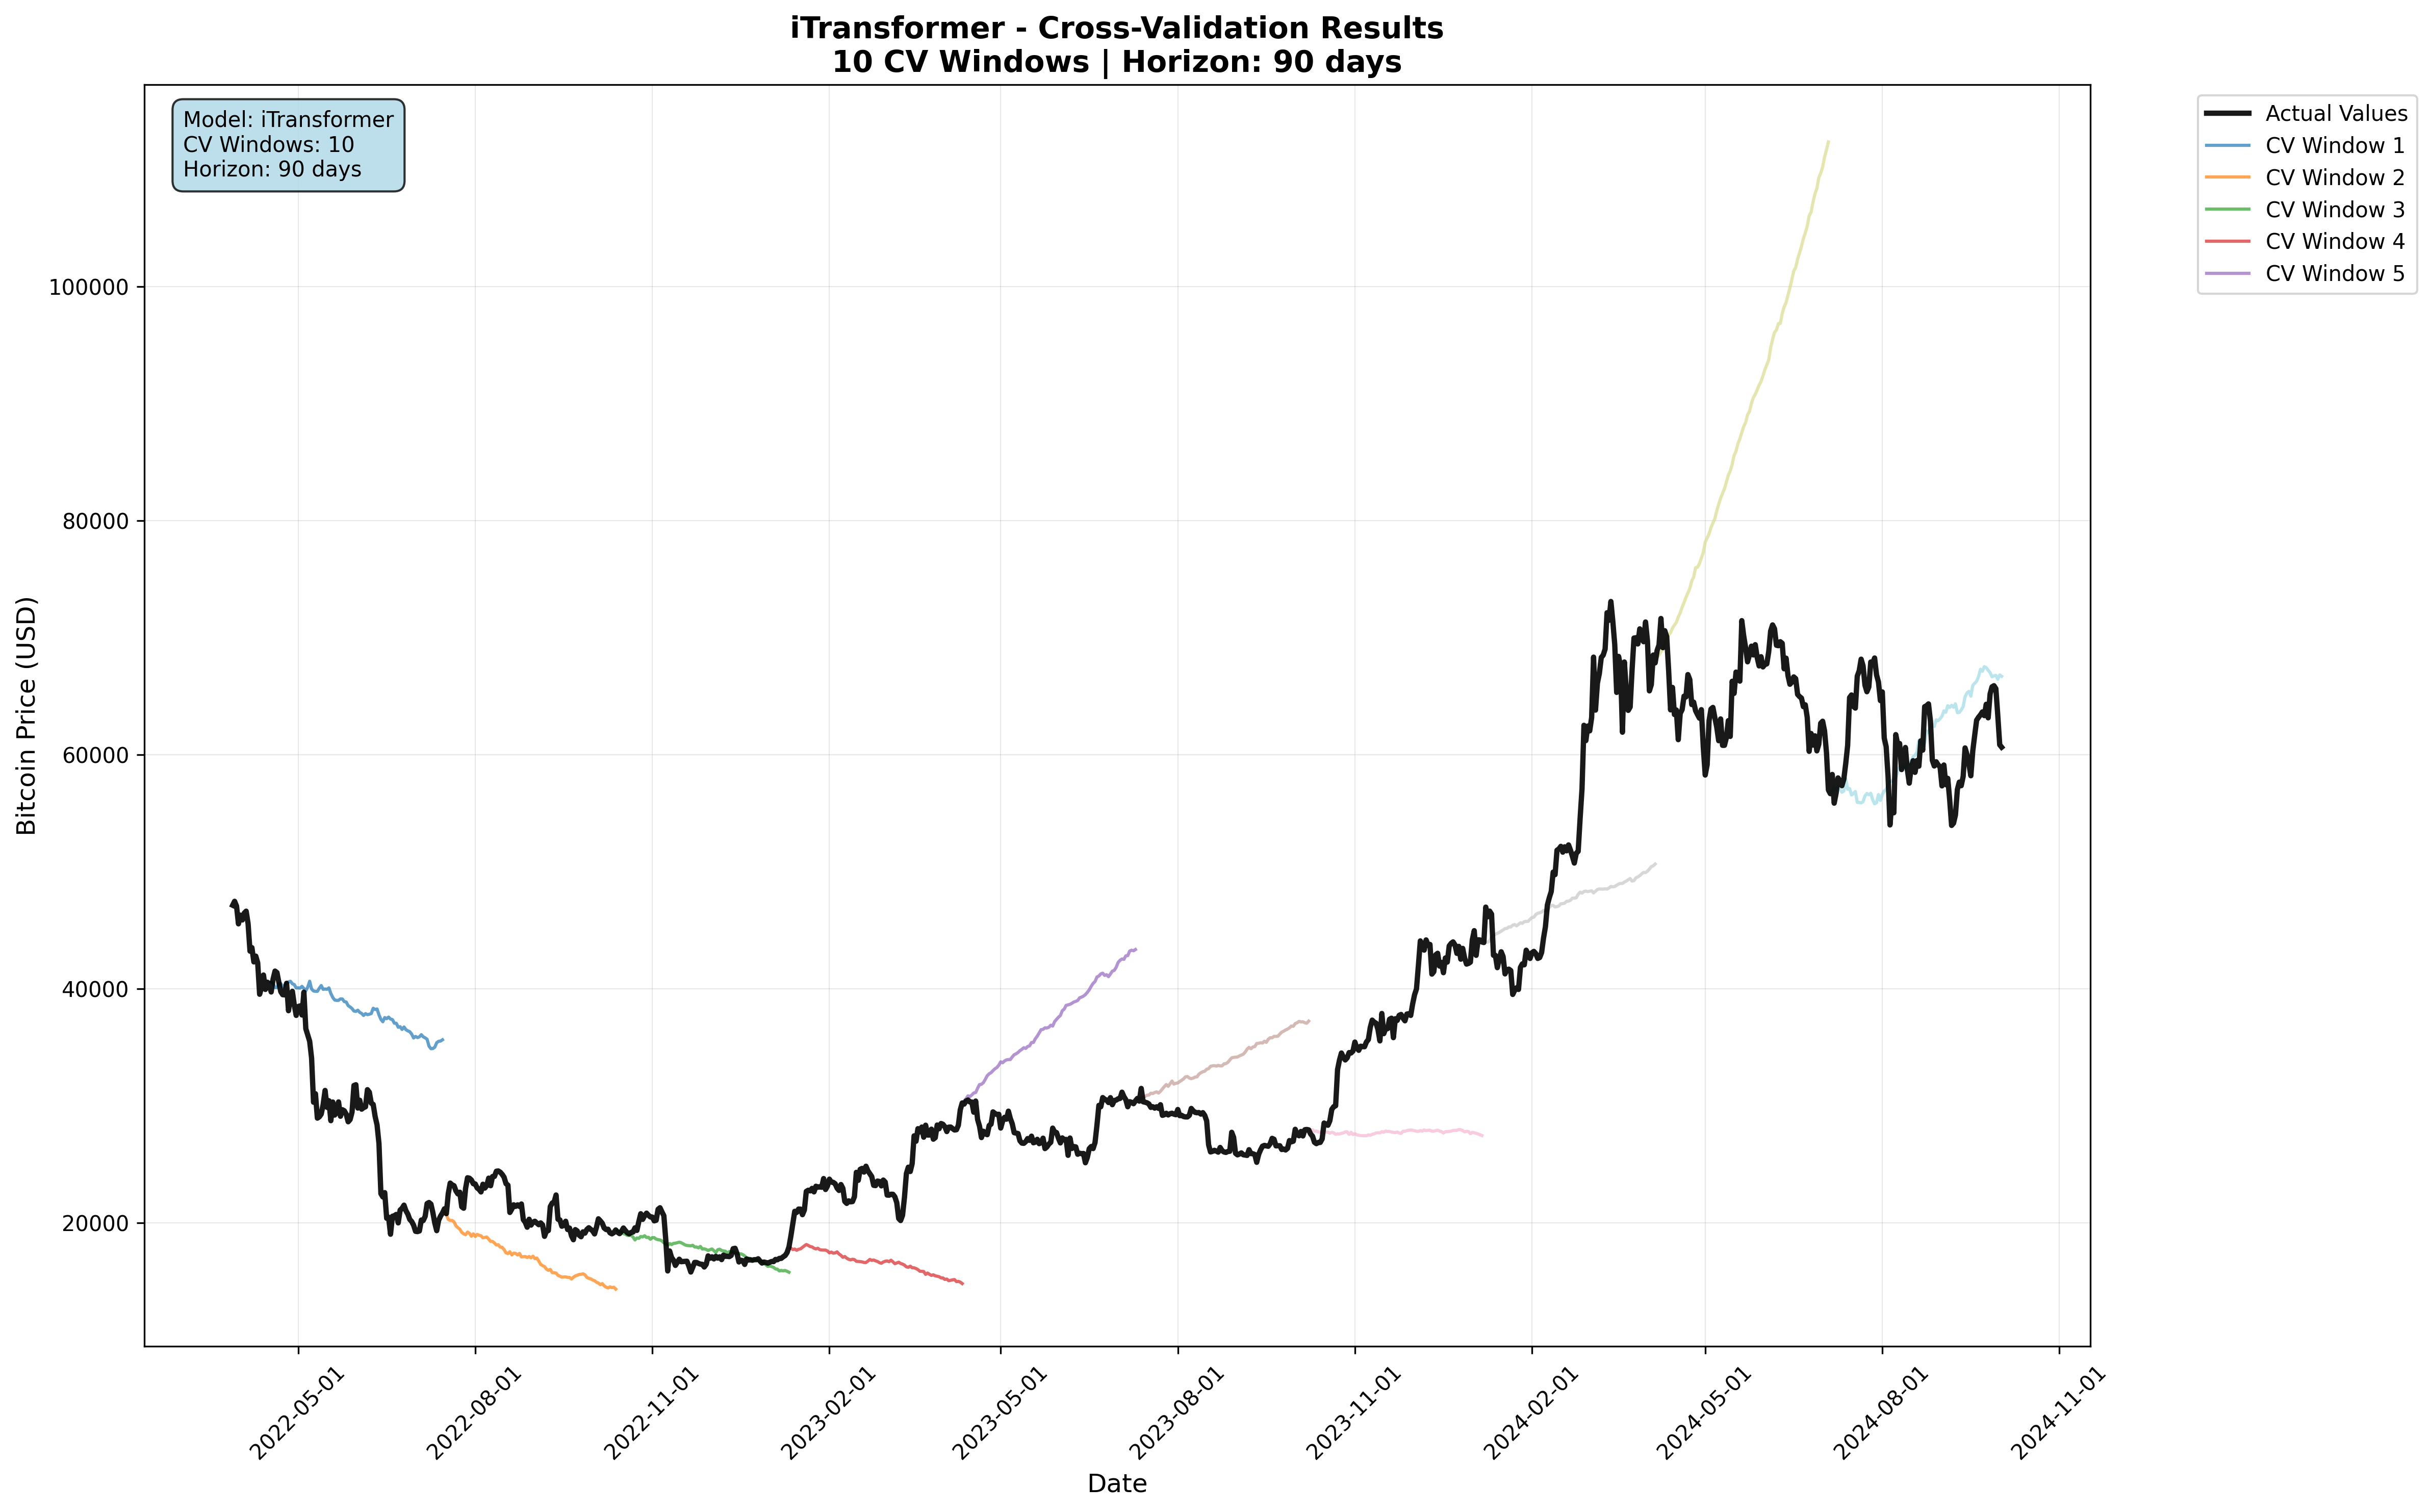 iTransformer - Cross-Validation Results
10 CV Windows | Horizon: 90 days
Model: iTransformer
CV Windows: 10
Horizon: 90 days
Actual Values
CV Window 1
CV Window 2
CV Window 3
CV Window 4
CV Window 5
Bitcoin Price (USD)
100000
80000
60000
40000
20000
2022-05-01
2022-08-01
2022-11-01
2023-02-01
2023-05-01
2023-08-01
2023-11-01
2024-02-01
2024-05-01
2024-08-01
2024-11-01
Date